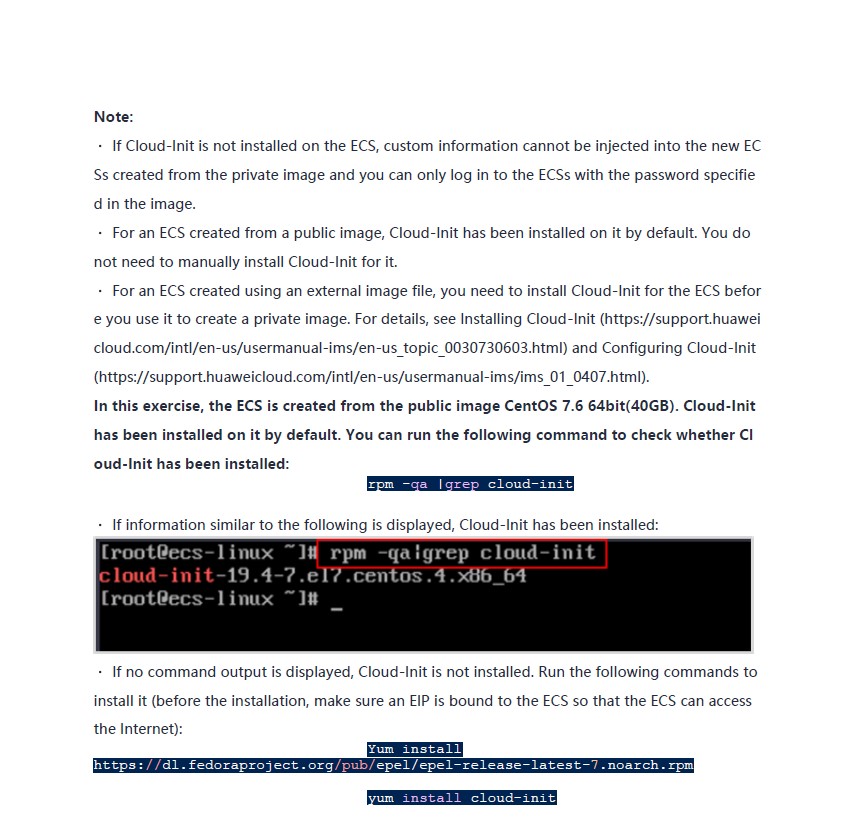 Note:
· If Cloud-Init is not installed on the ECS, custom information cannot be injected into the new EC
Ss created from the private image and you can only log in to the ECSs with the password specifie
d in the image.
· For an ECS created from a public image, Cloud-Init has been installed on it by default. You do
not need to manually install Cloud-Init for it.
· For an ECS created using an external image file, you need to install Cloud-Init for the ECS befor
e you use it to create a private image. For details, see Installing Cloud-Init (https://support.huawei
cloud.com/intl/en-us/usermanual-ims/en-us_topic_0030730603.html) and Configuring Cloud-Init
(https://support.huaweicloud.com/intl/en-us/usermanual-ims/ims_01_0407.html).
In this exercise, the ECS is created from the public image CentOS 7.6 64bit(40GB). Cloud-Init
has been installed on it by default. You can run the following command to check whether Cl
oud-Init has been installed:
rpm -qa |grep cloud-init
· If information similar to the following is displayed, Cloud-Init has been installed:
[root@ecs-linux ~]# rpm -qa|grep cloud-init
cloud-init-19.4-7.el7.centos.4.x86_64
[root@ecs-linux ~]# _
· If no command output is displayed, Cloud-Init is not installed. Run the following commands to
install it (before the installation, make sure an EIP is bound to the ECS so that the ECS can access
the Internet):
Yum install
https://dl.fedoraproject.org/pub/epel/epel-release-latest-7.noarch.rpm
yum install cloud-init